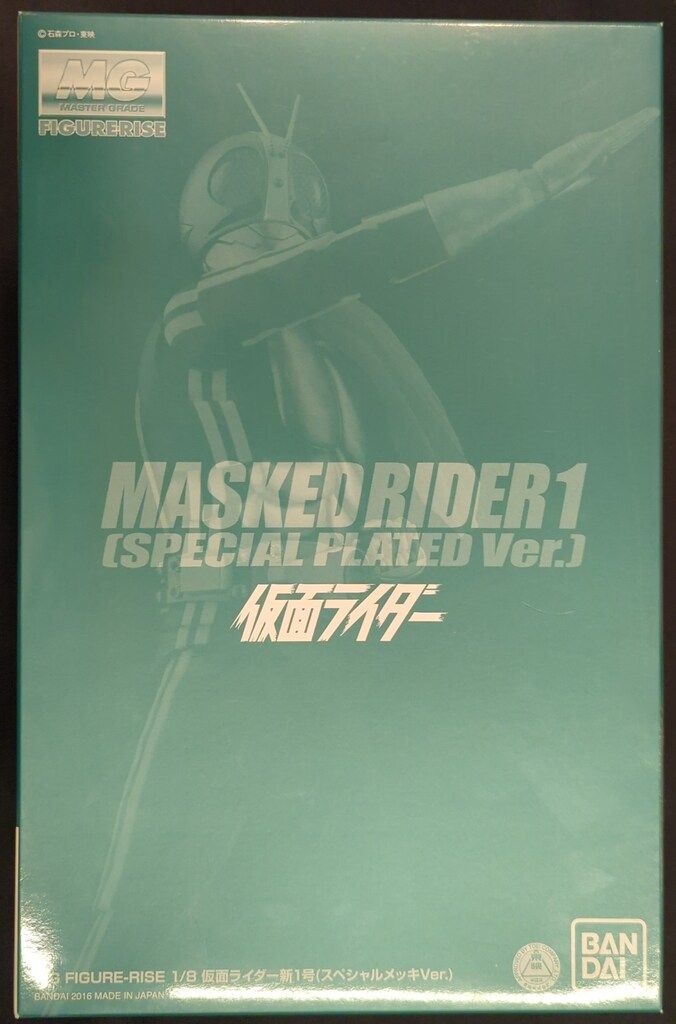 ©石森プロ・東映
MG
MASTER GRADE
FIGURERISE
MASKED RIDER 1
(SPECIAL PLATED Ver.)
仮面ライダー
G FIGURE-RISE 1/8 仮面ライダー新1号(スペシャルメッキVer.)
BANDAI 2016 MADE IN JAPAN
BAN
DAI